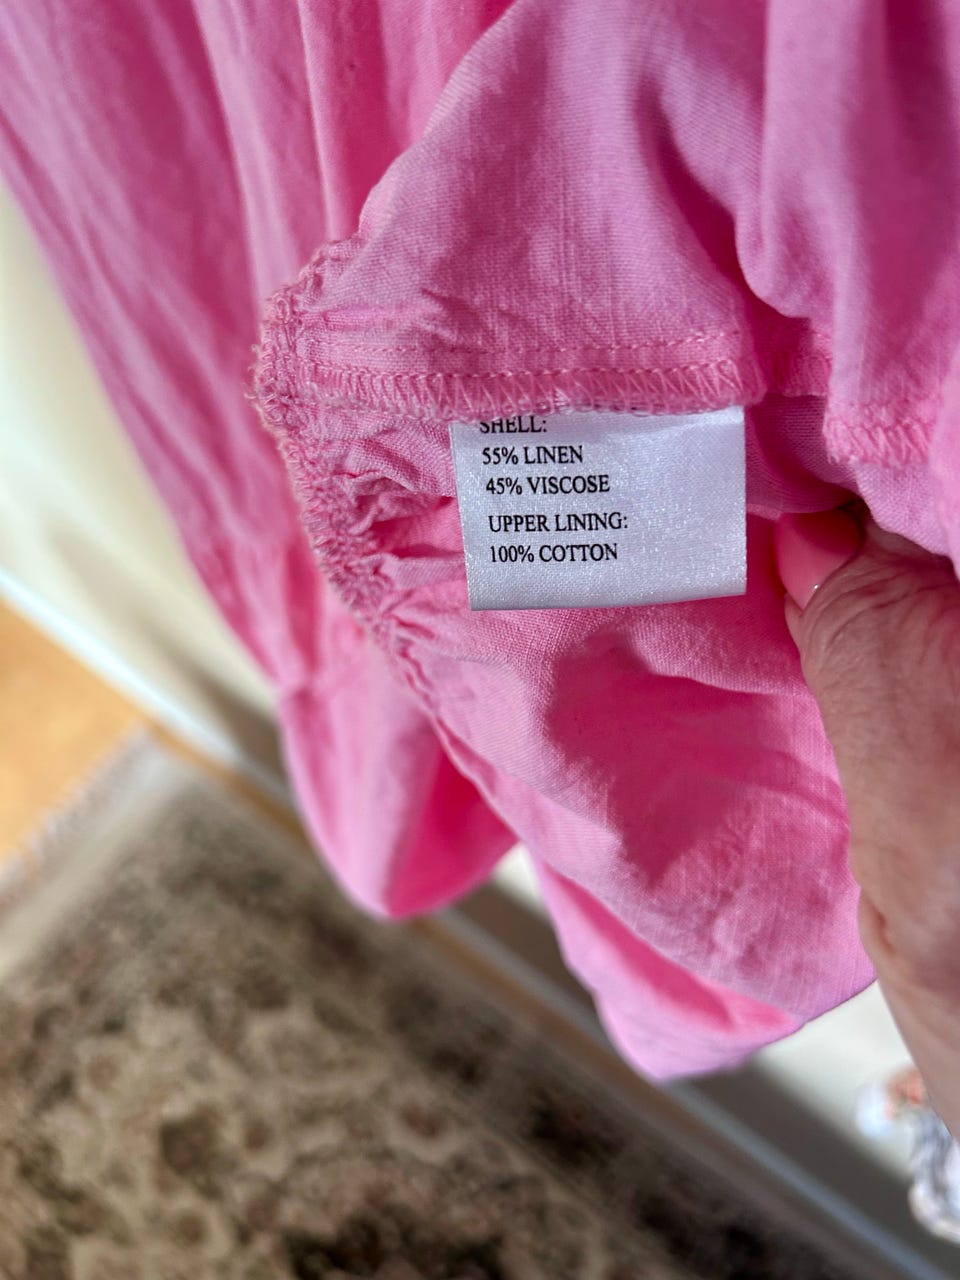 SHELL:
55% LINEN
45% VISCOSE
UPPER LINING:
100% COTTON